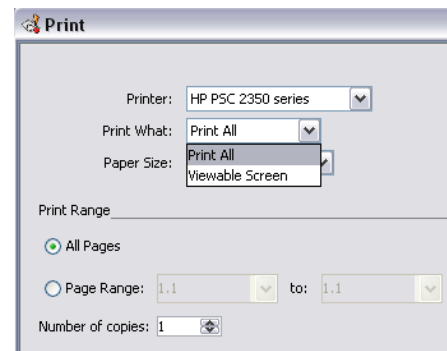 Print
Printer: HP PSC 2350 series
Print What: Print All
Print All
Paper Size:
Viewable Screen
Print Range
All Pages
Page Range: 1.1 to: 1.1
Number of copies: 1